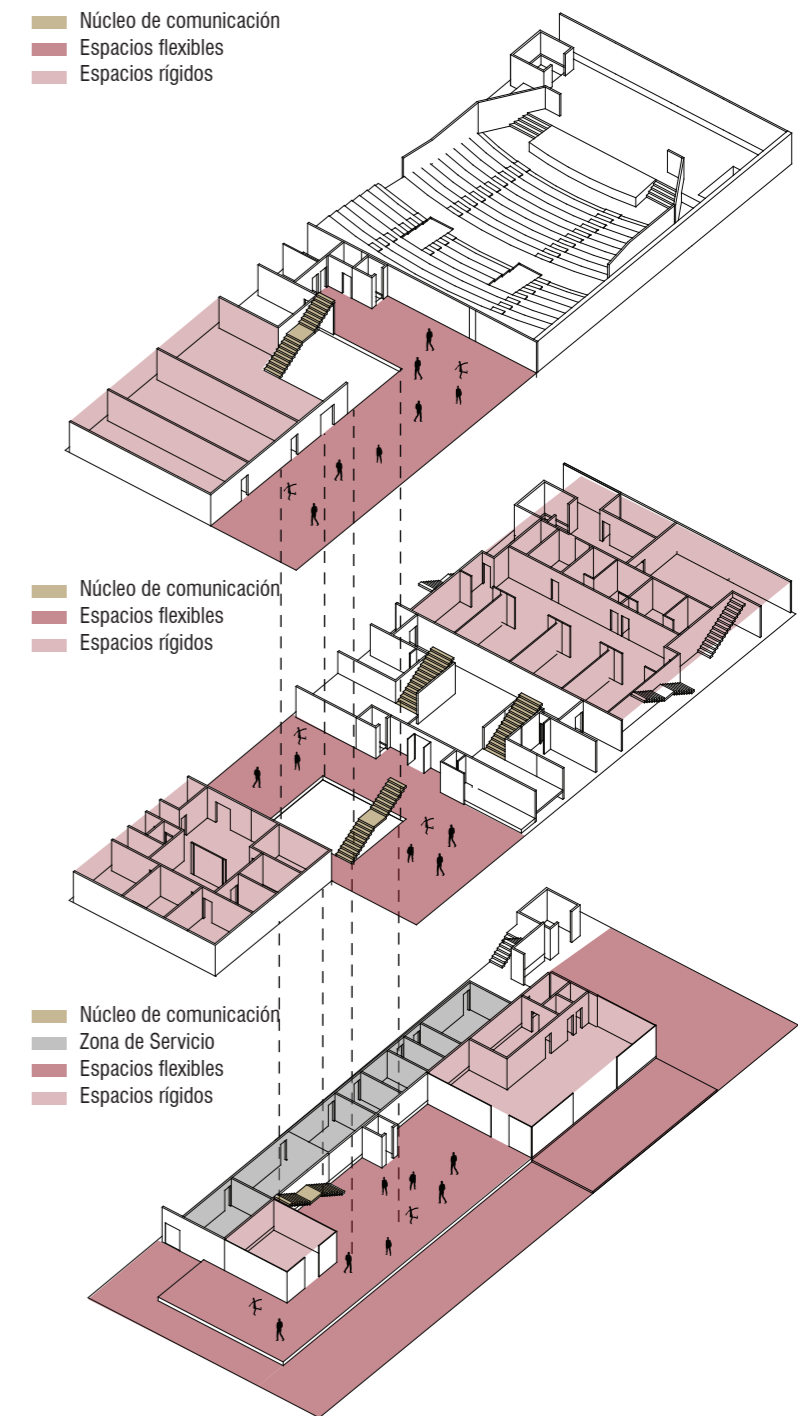 Núcleo de comunicación
Espacios flexibles
Espacios rígidos
Núcleo de comunicación
Espacios flexibles
Espacios rígidos
Núcleo de comunicación
Zona de Servicio
Espacios flexibles
Espacios rígidos